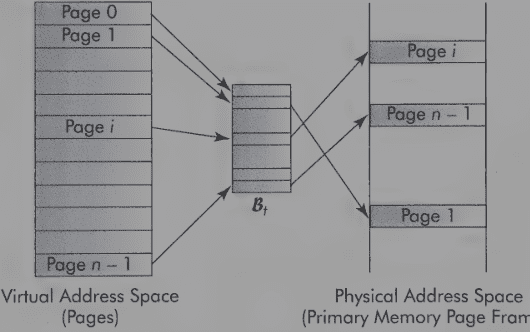 Page 0
Page 1
Page i
Page n – 1
Page i
Page n – 1
Page 1
ℬt
Virtual Address Space
(Pages)
Physical Address Space
(Primary Memory Page Fram